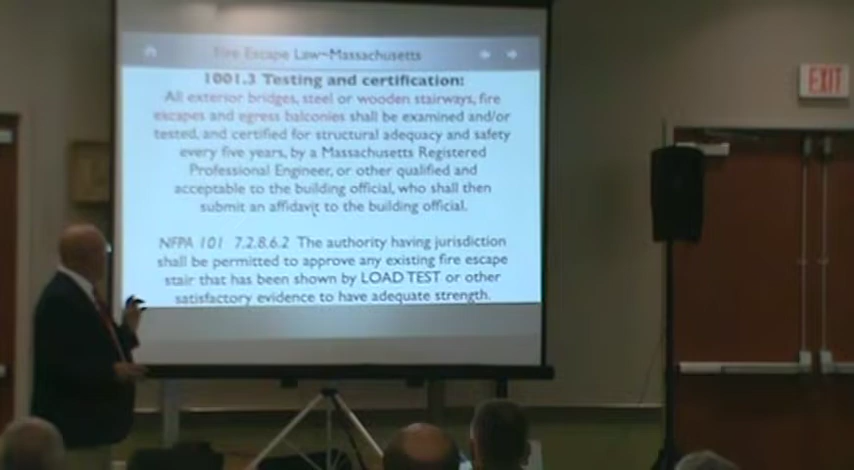 Fire Escape Law~Massachusetts
1001.3 Testing and certification:
All exterior bridges, steel or wooden stairways, fire
escapes and egress balconies shall be examined and/or
tested, and certified for structural adequacy and safety
every five years, by a Massachusetts Registered
Professional Engineer, or other qualified and
acceptable to the building official, who shall then
submit an affidavit to the building official.
NFPA 101 7.2.8.6.2 The authority having jurisdiction
shall be permitted to approve any existing fire escape
stair that has been shown by LOAD TEST or other
satisfactory evidence to have adequate strength.
EXIT